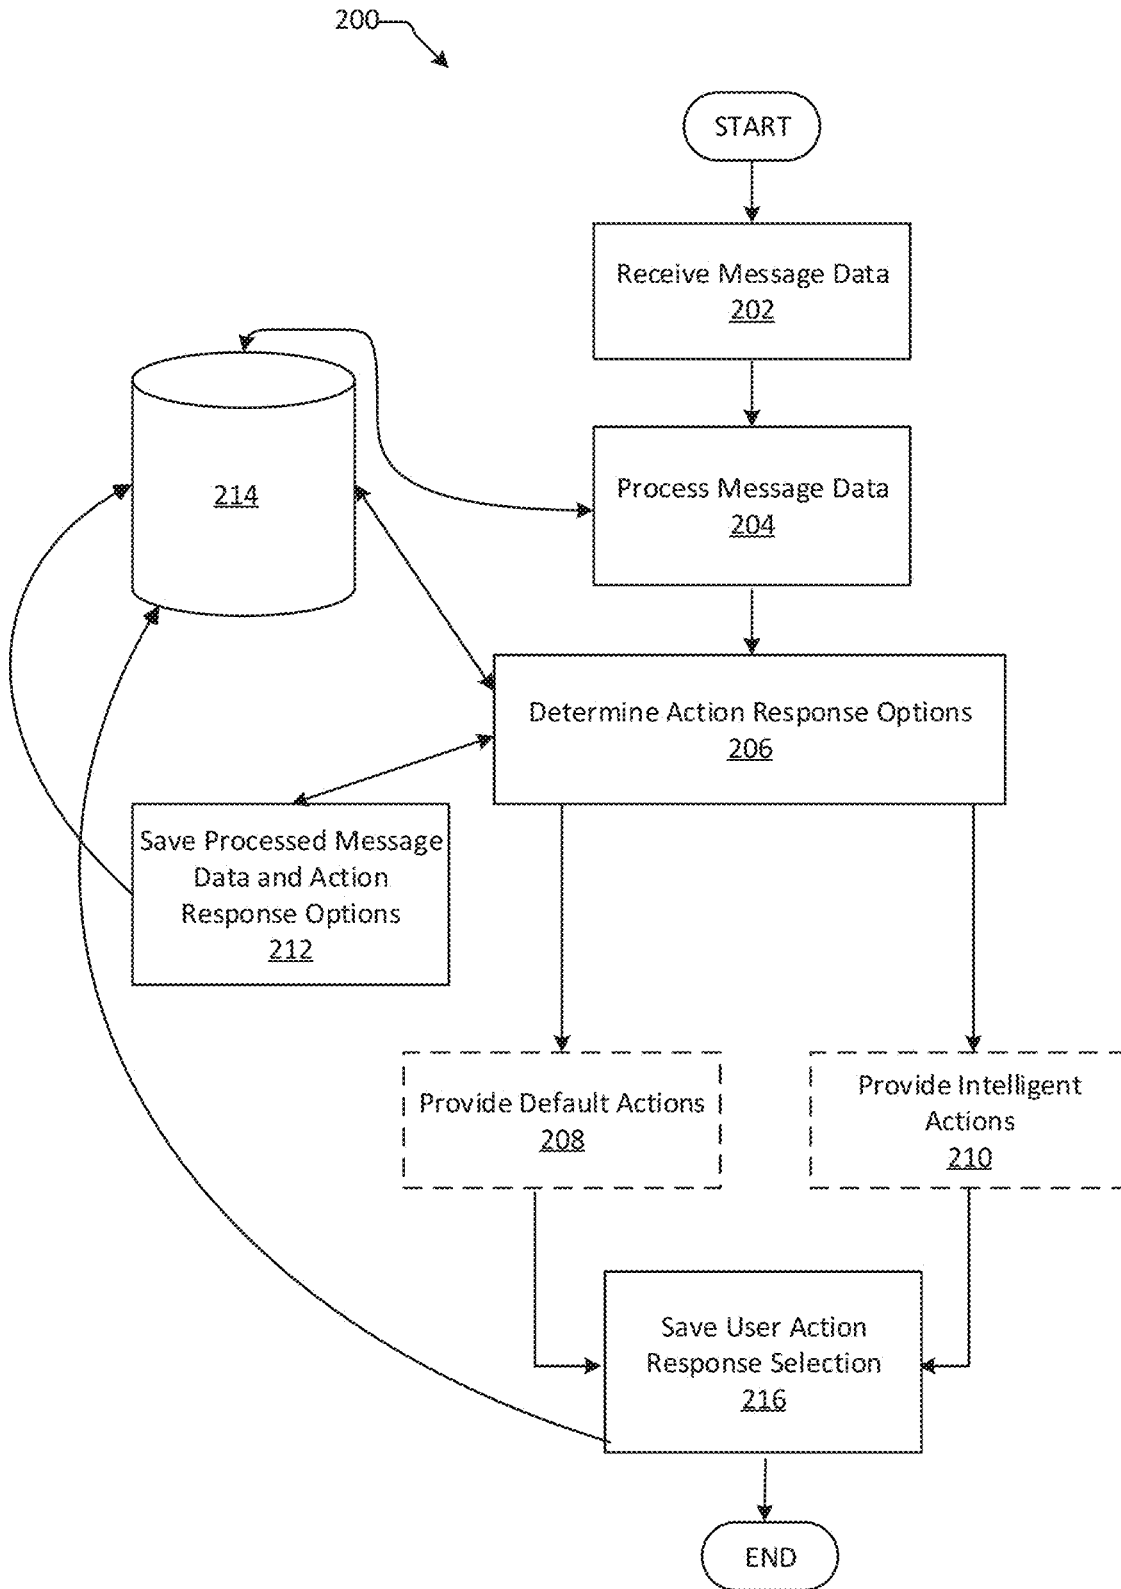 200
START
Receive Message Data
202
214
Process Message Data
204
Determine Action Response Options
206
Save Processed Message
Data and Action
Response Options
212
Provide Default Actions
208
Provide Intelligent
Actions
210
Save User Action
Response Selection
216
END